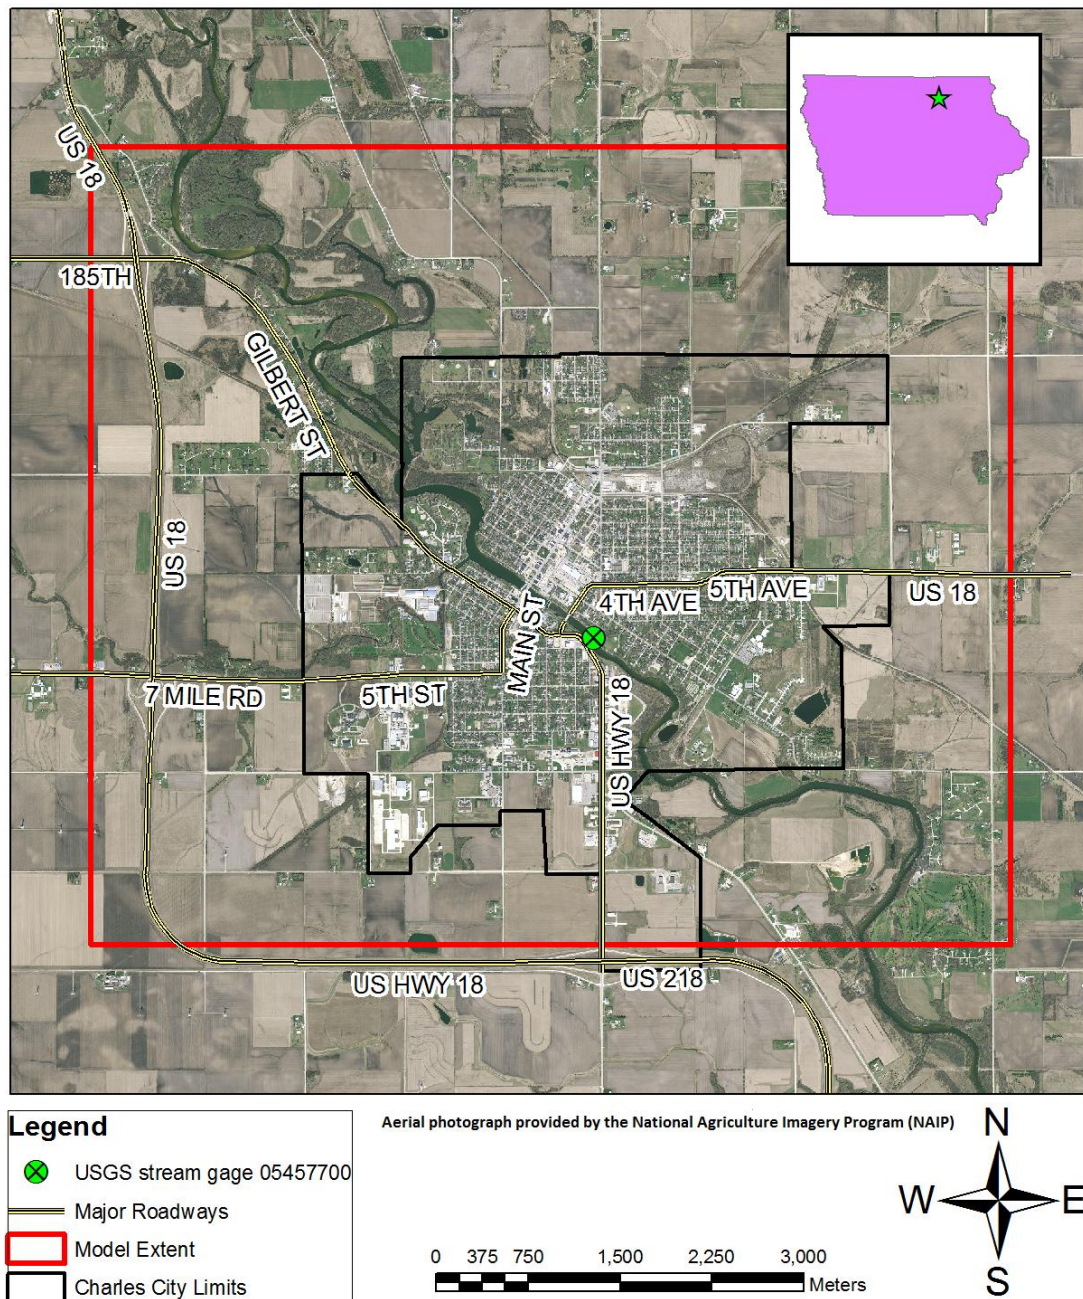 US 18
185TH
GILBERT ST
US 18
MAIN ST
4TH AVE
5TH AVE
US 18
7 MILE RD
5TH ST
US HWY 18
US HWY 18
US 218
Legend
USGS stream gage 05457700
Major Roadways
Model Extent
Charles City Limits
Aerial photograph provided by the National Agriculture Imagery Program (NAIP)
N
W E
S
0 375 750 1,500 2,250 3,000
Meters